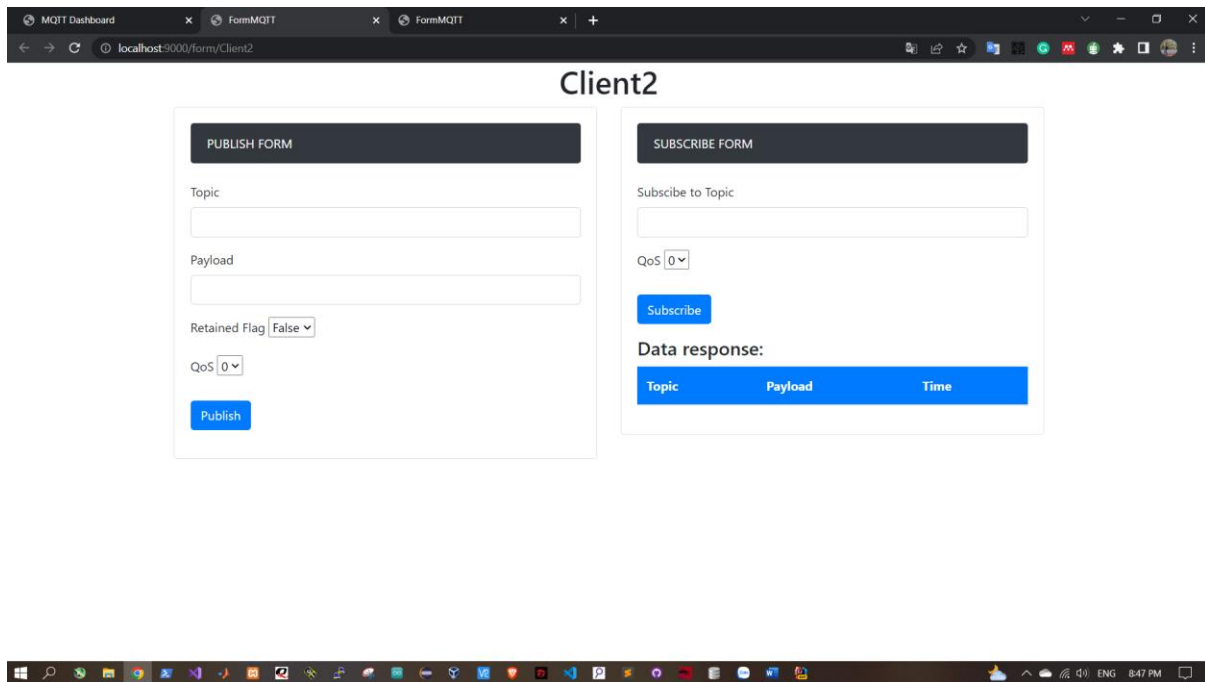 MQTT Dashboard
FormMQTT
FormMQTT
localhost:9000/form/Client2
Client2
PUBLISH FORM
Topic
Payload
Retained Flag False
QoS 0
Publish
SUBSCRIBE FORM
Subscibe to Topic
QoS 0
Subscribe
Data response:
Topic Payload Time
ENG 8:47 PM